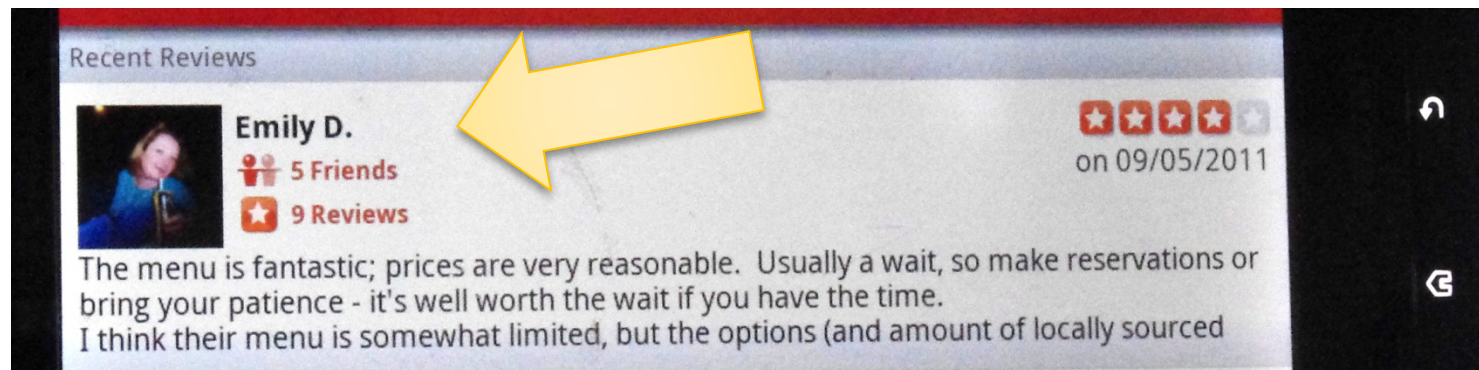 Recent Reviews
Emily D.
5 Friends
9 Reviews
on 09/05/2011
The menu is fantastic; prices are very reasonable.  Usually a wait, so make reservations or
bring your patience - it's well worth the wait if you have the time.
I think their menu is somewhat limited, but the options (and amount of locally sourced